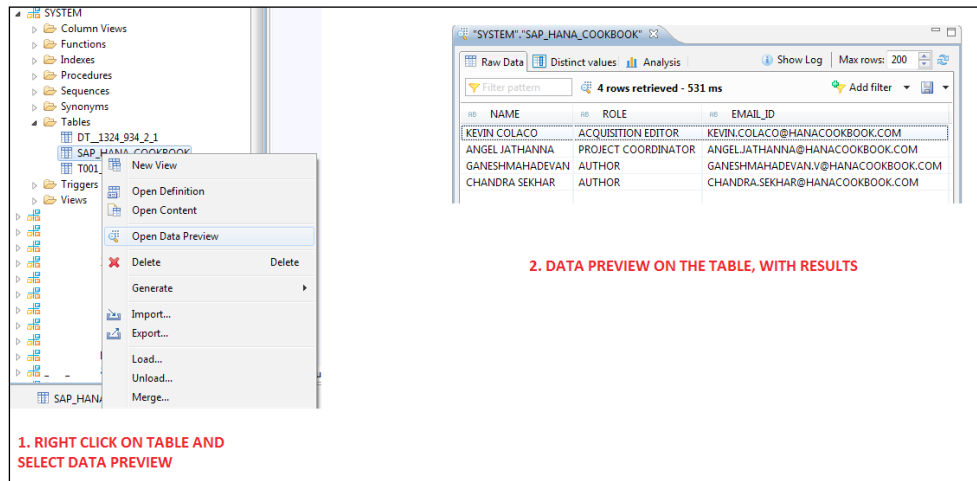 SYSTEM
Column Views
Functions
Indexes
Procedures
Sequences
Synonyms
Tables
DT__1324_934_2_1
SAP_HANA_COOKBOOK
T001_
Triggers
Views
New View
Open Definition
Open Content
Open Data Preview
Delete Delete
Generate
Import...
Export...
Load...
Unload...
Merge...
SAP_HANA
1. RIGHT CLICK ON TABLE AND
SELECT DATA PREVIEW
"SYSTEM"."SAP_HANA_COOKBOOK"
Raw Data Distinct values Analysis Show Log Max rows: 200
Filter pattern 4 rows retrieved - 531 ms Add filter
AB NAME AB ROLE AB EMAIL_ID
KEVIN COLACO ACQUISITION EDITOR KEVIN.COLACO@HANACOOKBOOK.COM
ANGEL JATHANNA PROJECT COORDINATOR ANGEL.JATHANNA@HANACOOKBOOK.COM
GANESHMAHADEVAN AUTHOR GANESHMAHADEVAN.V@HANACOOKBOOK.COM
CHANDRA SEKHAR AUTHOR CHANDRA.SEKHAR@HANACOOKBOOK.COM
2. DATA PREVIEW ON THE TABLE, WITH RESULTS